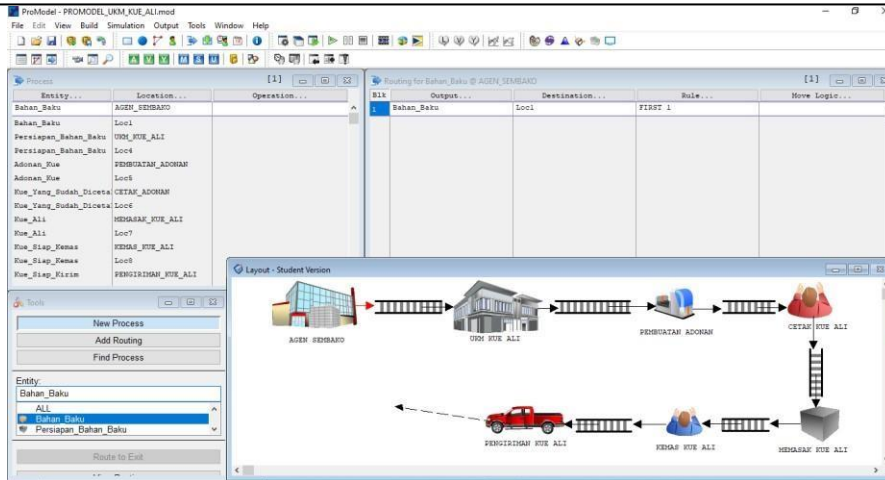 ProModel - PROMODEL_UKM_KUE_ALI.mod
File Edit View Build Simulation Output Tools Window Help
Process [1]
Entity... Location... Operation...
Bahan_Baku AGEN_SEMBAKO
Bahan_Baku Loc1
Persiapan_Bahan_Baku UKM_KUE_ALI
Persiapan_Bahan_Baku Loc4
Adonan_Kue PEMBUATAN_ADONAN
Adonan_Kue Loc5
Kue_Yang_Sudah_Diceta CETAK_ADONAN
Kue_Yang_Sudah_Diceta Loc6
Kue_Ali MEMASAK_KUE_ALI
Kue_Ali Loc7
Kue_Siap_Kemas KEMAS_KUE_ALI
Kue_Siap_Kemas Loc8
Kue_Siap_Kirim PENGIRIMAN_KUE_ALI
Routing for Bahan_Baku @ AGEN_SEMBAKO [1]
Blk Output... Destination... Rule... Move Logic...
1 Bahan_Baku Loc1 FIRST 1
Tools
New Process
Add Routing
Find Process
Entity:
Bahan_Baku
ALL
Bahan_Baku
Persiapan_Bahan_Baku
Route to Exit
Layout - Student Version
AGEN SEMBAKO
UKM KUE ALI
PEMBUATAN ADONAN
CETAK KUE ALI
PENGIRIMAN KUE ALI
KEMAS KUE ALI
MEMASAK KUE ALI